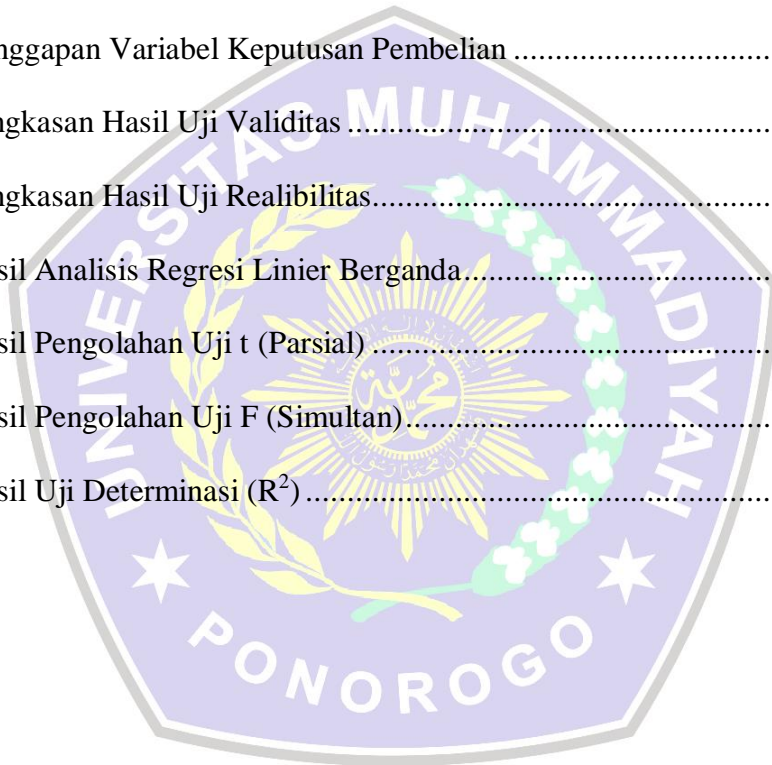 nggapan Variabel Keputusan Pembelian ................................
ngkasan Hasil Uji Validitas .....................................................
ngkasan Hasil Uji Realibilitas..................................................
sil Analisis Regresi Linier Berganda.......................................
sil Pengolahan Uji t (Parsial) ..................................................
sil Pengolahan Uji F (Simultan)..............................................
sil Uji Determinasi (R²) ..........................................................
UNIVERSITAS MUHAMMADIYAH
PONOROGO